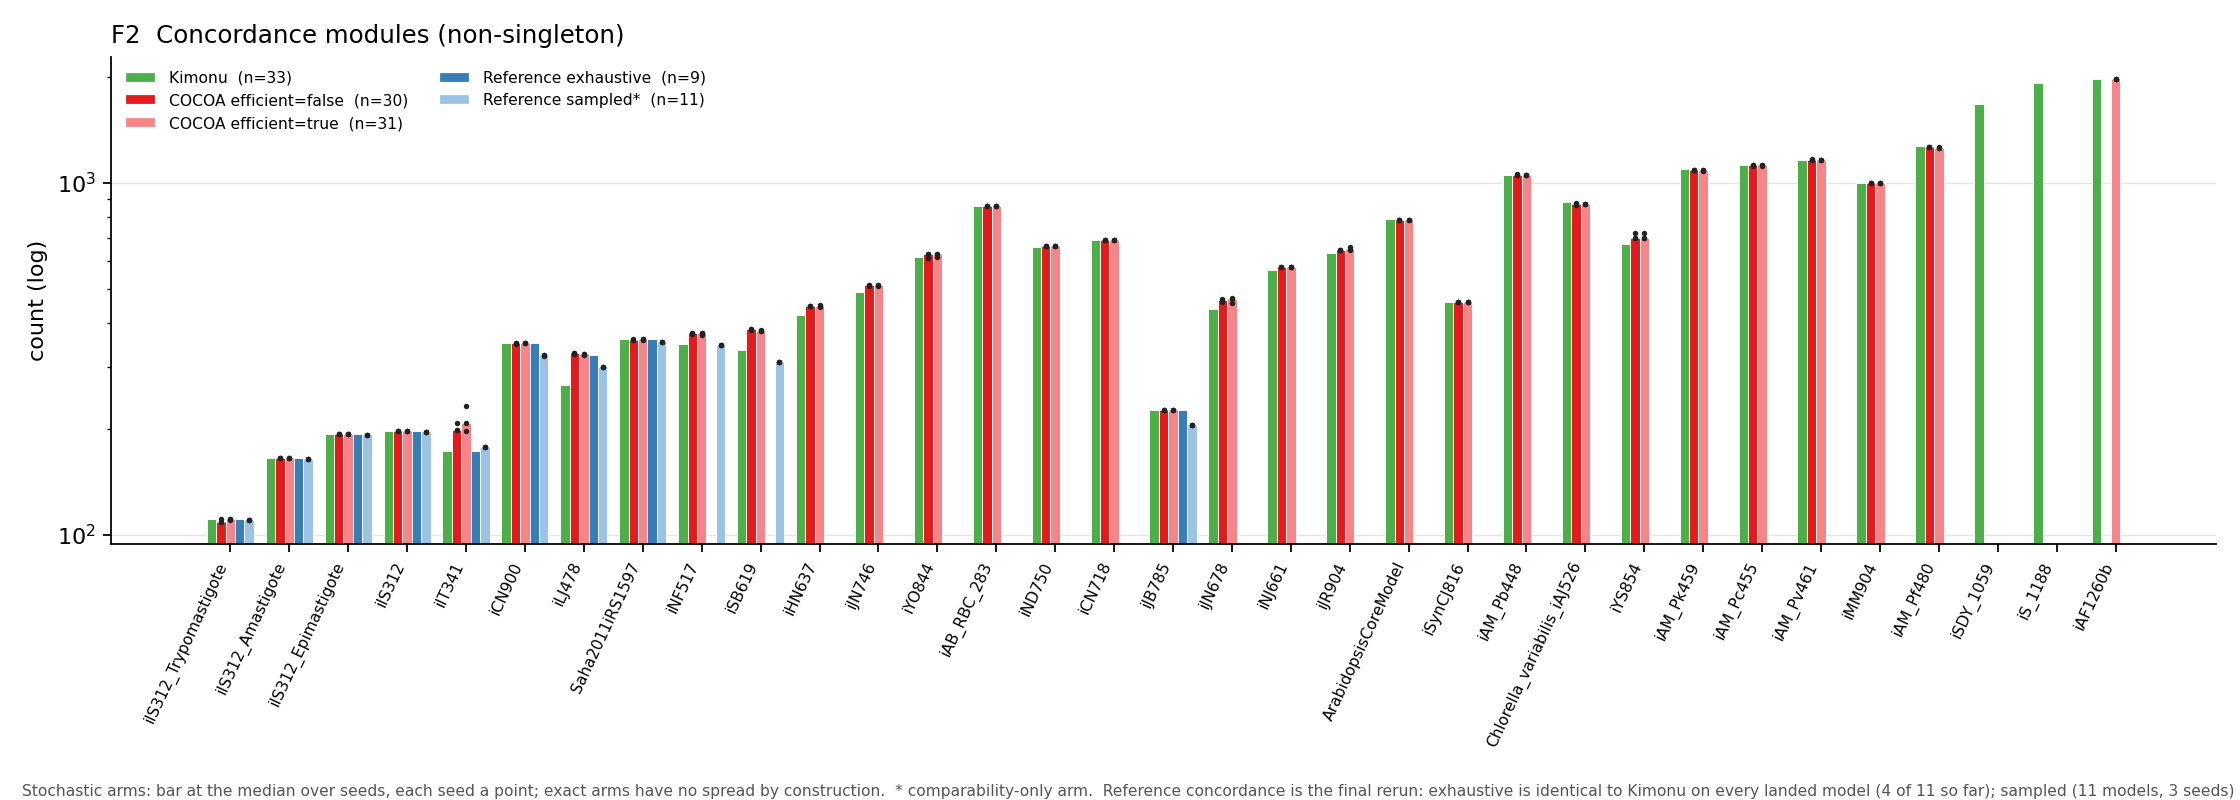 F2  Concordance modules (non-singleton)
Kimonu  (n=33)
COCOA efficient=false  (n=30)
COCOA efficient=true  (n=31)
Reference exhaustive  (n=9)
Reference sampled*  (n=11)
count (log)
10³
10²
iIS312_Trypomastigote
iIS312_Amastigote
iIS312_Epimastigote
iIS312
iIT341
iCN900
iLJ478
Saha2011iRS1597
iNF517
iSB619
iHN637
iJN746
iYO844
iAB_RBC_283
iND750
iCN718
iJB785
iJN678
iNJ661
iJR904
ArabidopsisCoreModel
iSynCJ816
iAM_Pb448
Chlorella_variabilis_iAJ526
iYS854
iAM_Pk459
iAM_Pc455
iAM_Pv461
iMM904
iAM_Pf480
iSDY_1059
iS_1188
iAF1260b
Stochastic arms: bar at the median over seeds, each seed a point; exact arms have no spread by construction.  * comparability-only arm.  Reference concordance is the final rerun: exhaustive is identical to Kimonu on every landed model (4 of 11 so far); sampled (11 models, 3 seeds)